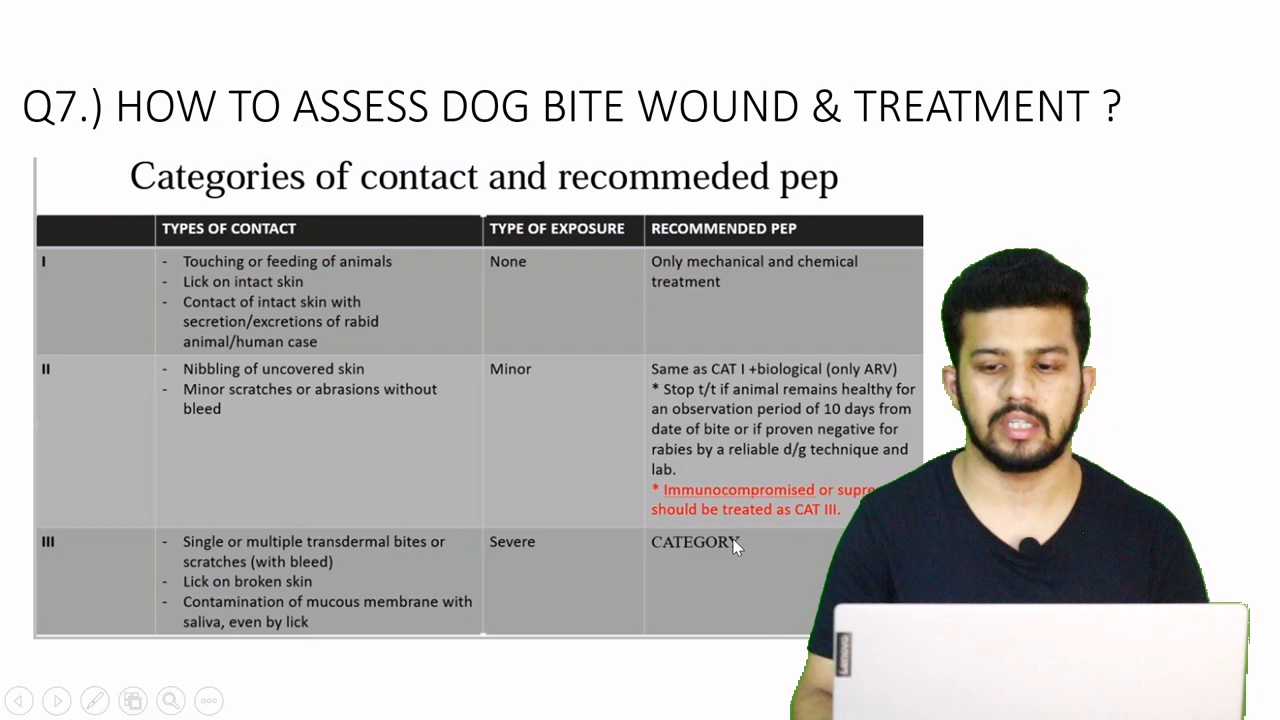 Q7.) HOW TO ASSESS DOG BITE WOUND & TREATMENT ?
Categories of contact and recommeded pep
TYPES OF CONTACT
TYPE OF EXPOSURE
RECOMMENDED PEP
I
- Touching or feeding of animals
- Lick on intact skin
- Contact of intact skin with
secretion/excretions of rabid
animal/human case
None
Only mechanical and chemical
treatment
II
- Nibbling of uncovered skin
- Minor scratches or abrasions without
bleed
Minor
Same as CAT I +biological (only ARV)
* Stop t/t if animal remains healthy for
an observation period of 10 days from
date of bite or if proven negative for
rabies by a reliable d/g technique and
lab.
* Immunocompromised or
should be treated as CAT III.
III
- Single or multiple transdermal bites or
scratches (with bleed)
- Lick on broken skin
- Contamination of mucous membrane with
saliva, even by lick
Severe
CATEGORY